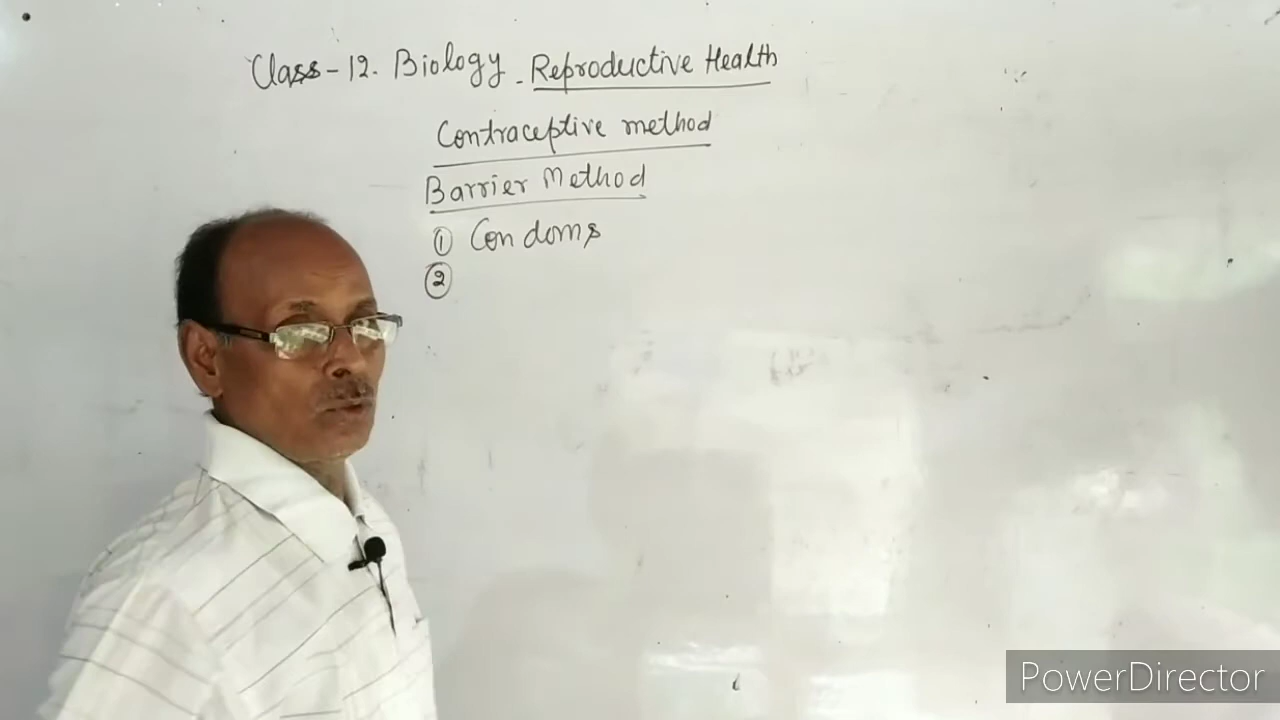 Class - 12. Biology - Reproductive Health
Contraceptive method
Barrier Method
① Condoms
②
PowerDirector